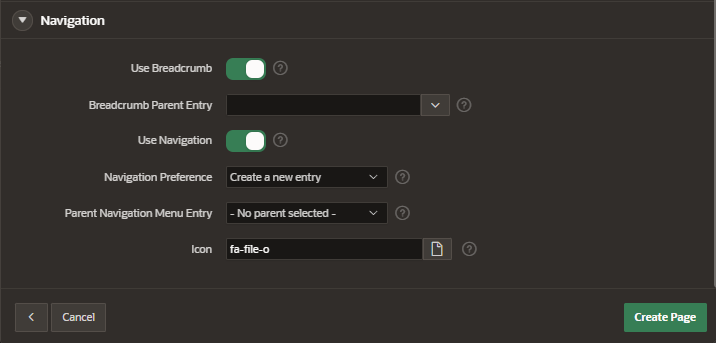 Navigation
Use Breadcrumb
Breadcrumb Parent Entry
Use Navigation
Navigation Preference Create a new entry
Parent Navigation Menu Entry - No parent selected -
Icon fa-file-o
Cancel Create Page